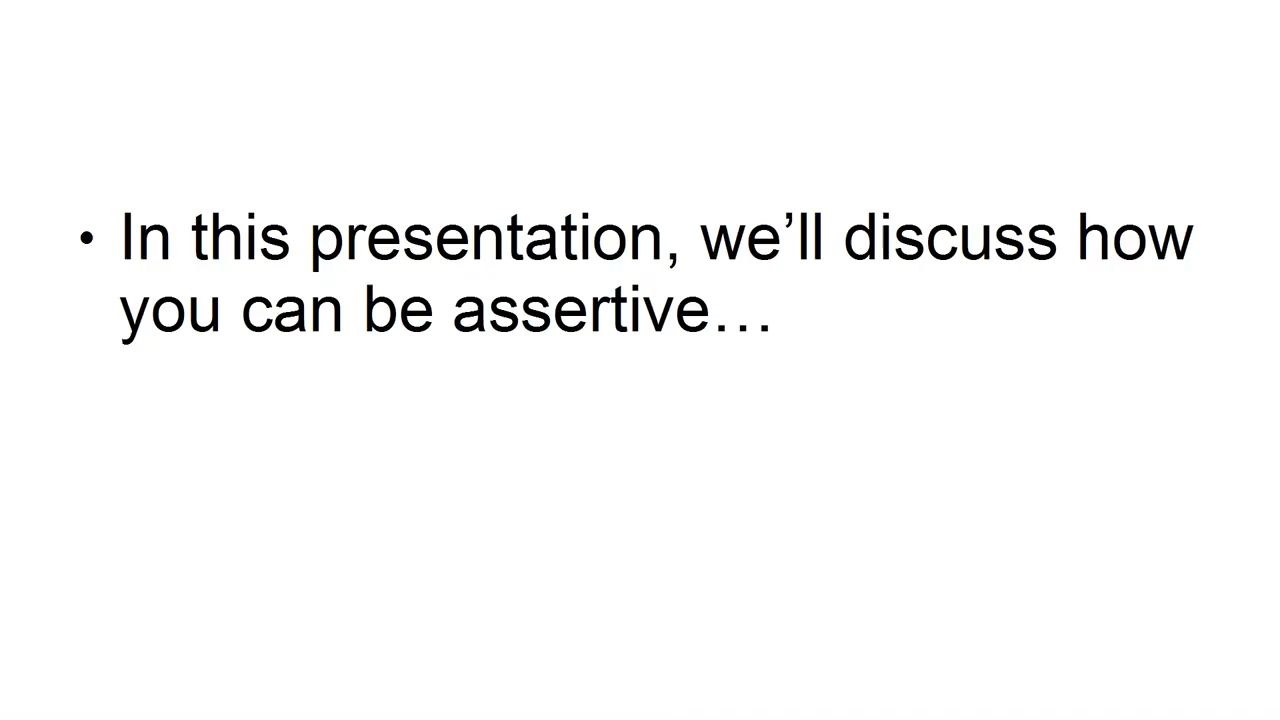 • In this presentation, we’ll discuss how
you can be assertive…